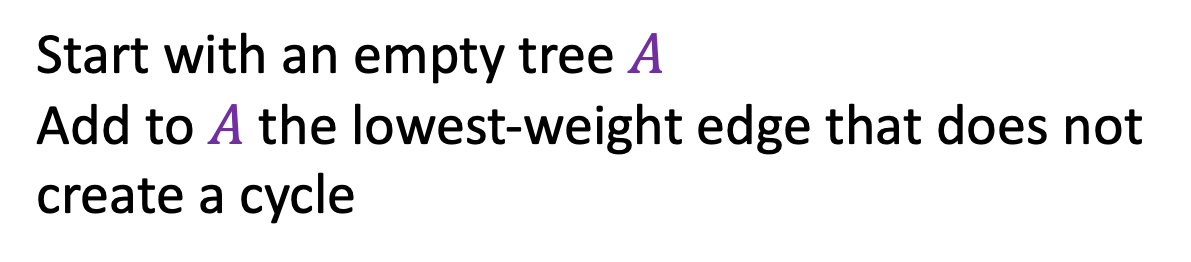 Start with an empty tree A
Add to A the lowest-weight edge that does not
create a cycle